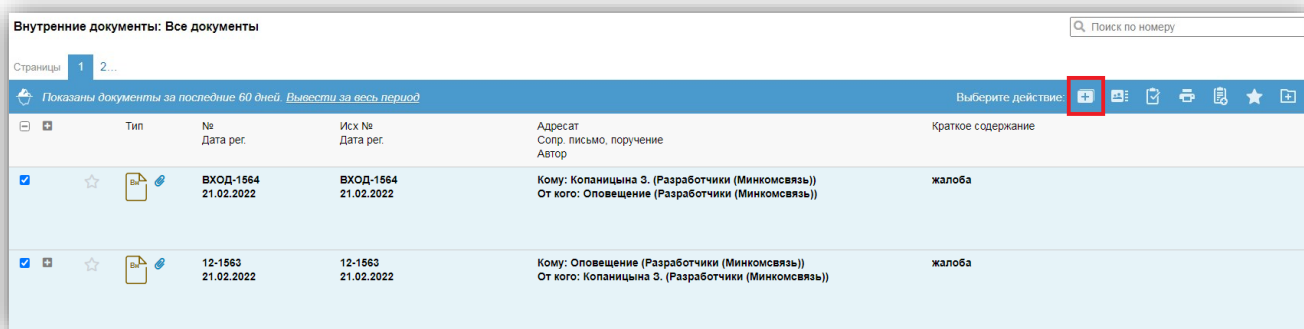 Внутренние документы: Все документы
Поиск по номеру
Страницы 1 2...
Показаны документы за последние 60 дней. Вывести за весь период Выберите действие:
Тип № Исх № Адресат Краткое содержание
Дата рег. Дата рег. Сопр. письмо, поручение
Автор
Вн ВХОД-1564 ВХОД-1564 Кому: Копаницына З. (Разработчики (Минкомсвязь)) жалоба
21.02.2022 21.02.2022 От кого: Оповещение (Разработчики (Минкомсвязь))
Вн 12-1563 12-1563 Кому: Оповещение (Разработчики (Минкомсвязь)) жалоба
21.02.2022 21.02.2022 От кого: Копаницына З. (Разработчики (Минкомсвязь))